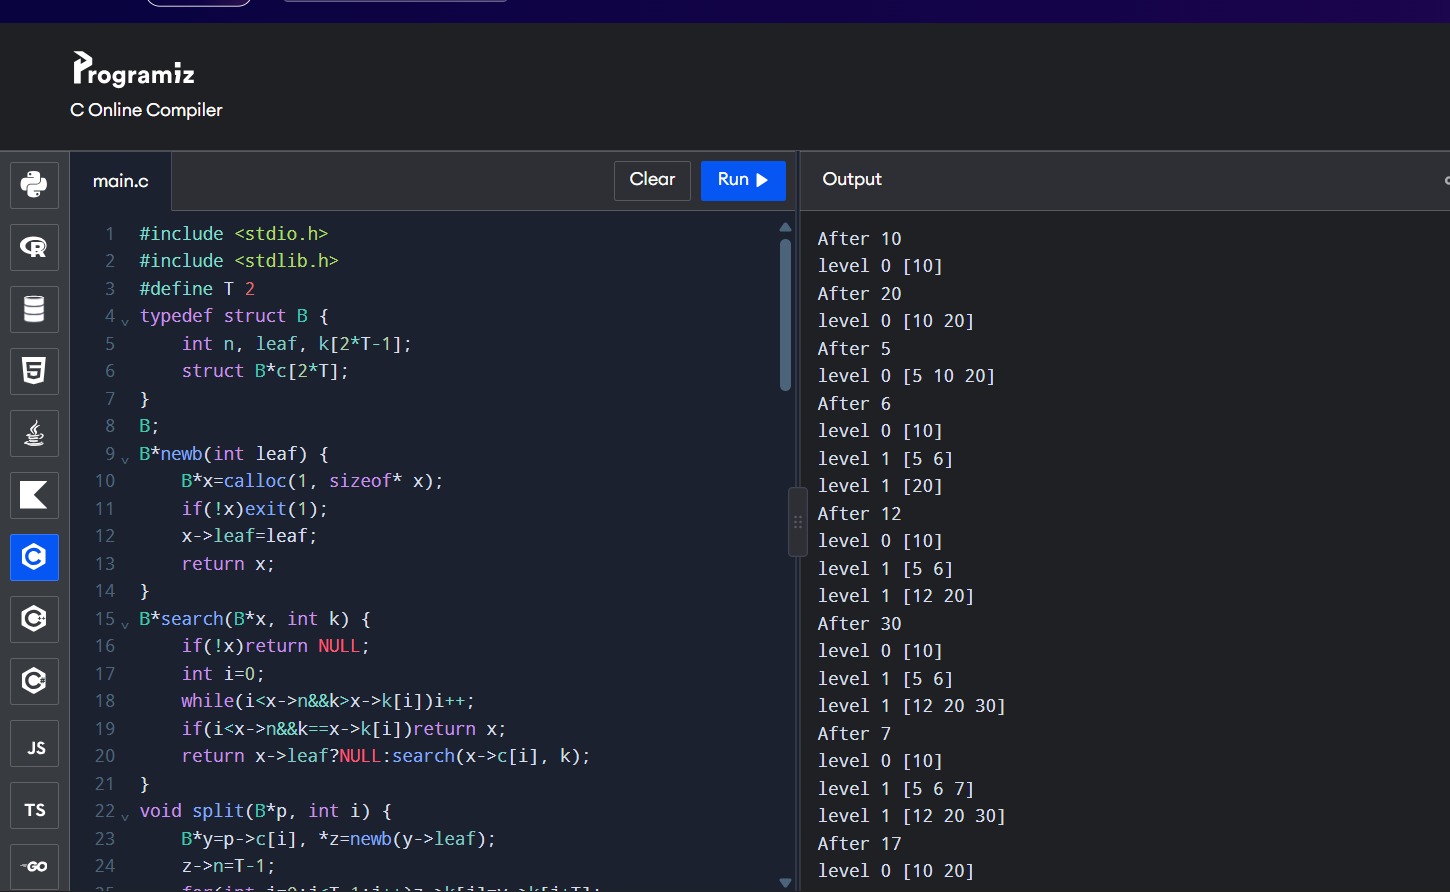 Programiz
C Online Compiler
main.c
Clear
Run
Output
1 #include <stdio.h>
2 #include <stdlib.h>
3 #define T 2
4 typedef struct B {
5 int n, leaf, k[2*T-1];
6 struct B*c[2*T];
7 }
8 B;
9 B*newb(int leaf) {
10 B*x=calloc(1, sizeof* x);
11 if(!x)exit(1);
12 x->leaf=leaf;
13 return x;
14 }
15 B*search(B*x, int k) {
16 if(!x)return NULL;
17 int i=0;
18 while(i<x->n&&k>x->k[i])i++;
19 if(i<x->n&&k==x->k[i])return x;
20 return x->leaf?NULL:search(x->c[i], k);
21 }
22 void split(B*p, int i) {
23 B*y=p->c[i], *z=newb(y->leaf);
24 z->n=T-1;
After 10
level 0 [10]
After 20
level 0 [10 20]
After 5
level 0 [5 10 20]
After 6
level 0 [10]
level 1 [5 6]
level 1 [20]
After 12
level 0 [10]
level 1 [5 6]
level 1 [12 20]
After 30
level 0 [10]
level 1 [5 6]
level 1 [12 20 30]
After 7
level 0 [10]
level 1 [5 6 7]
level 1 [12 20 30]
After 17
level 0 [10 20]
JS
TS
GO